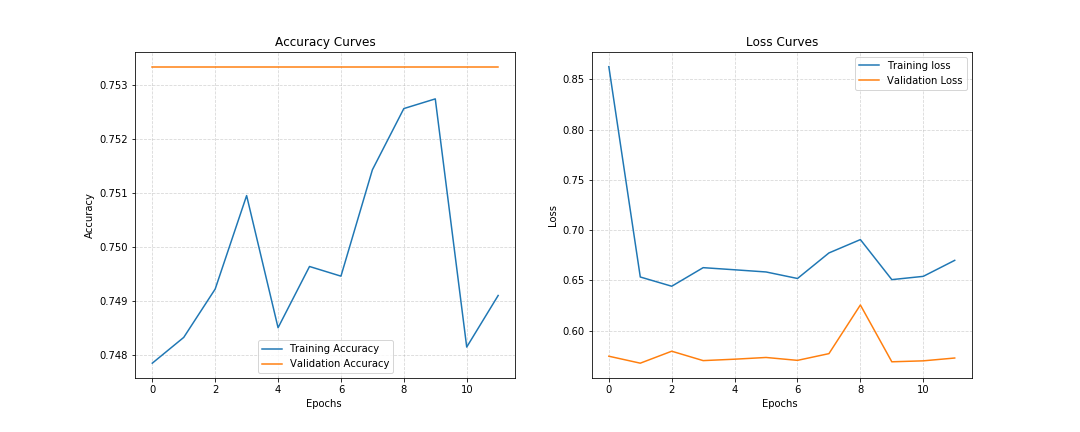 Accuracy Curves
Accuracy
0.753
0.752
0.751
0.750
0.749
0.748
Training Accuracy
Validation Accuracy
0 2 4 6 8 10
Epochs
Loss Curves
Loss
0.85
0.80
0.75
0.70
0.65
0.60
Training loss
Validation Loss
0 2 4 6 8 10
Epochs